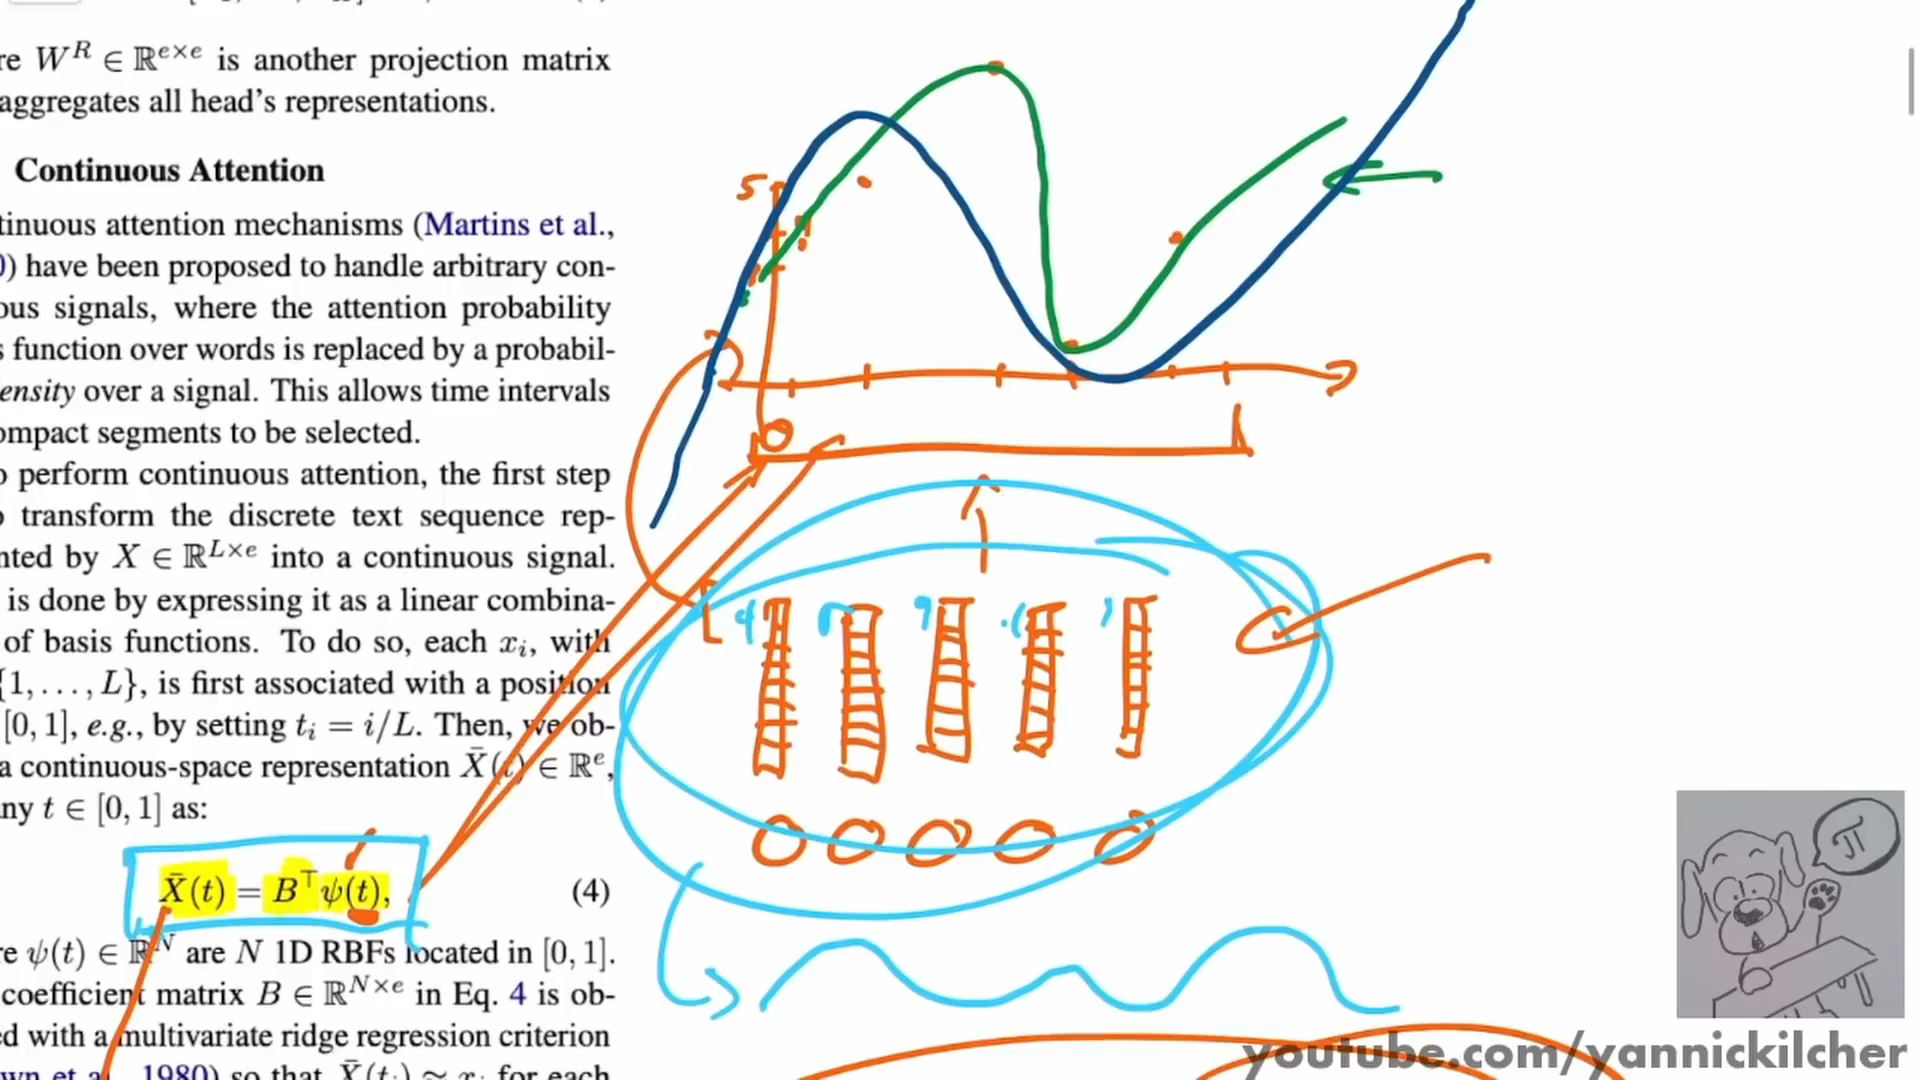 re W^R ∈ ℝ^{e×e} is another projection matrix
aggregates all head's representations.
Continuous Attention
tinuous attention mechanisms (Martins et al.,
0) have been proposed to handle arbitrary con-
ous signals, where the attention probability
s function over words is replaced by a probabil-
ensity over a signal. This allows time intervals
ompact segments to be selected.
o perform continuous attention, the first step
o transform the discrete text sequence rep-
nted by X ∈ ℝ^{L×e} into a continuous signal.
is done by expressing it as a linear combina-
of basis functions. To do so, each x_i, with
{1, . . . , L}, is first associated with a position
[0, 1], e.g., by setting t_i = i/L. Then, we ob-
a continuous-space representation X̄(t) ∈ ℝ^e,
ny t ∈ [0, 1] as:
X̄(t) = B^⊤ψ(t), (4)
re ψ(t) ∈ ℝ^N are N 1D RBFs located in [0, 1].
coefficient matrix B ∈ ℝ^{N×e} in Eq. 4 is ob-
ed with a multivariate ridge regression criterion
wn et al., 1980) so that X̄(t_i) ≈ x_i for each
5
0
1
π
youtube.com/yannickilcher